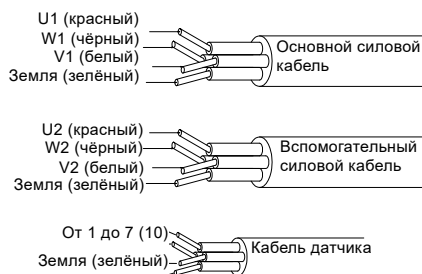 U1 (красный)
W1 (чёрный)
V1 (белый)
Земля (зелёный)
Основной силовой
кабель
U2 (красный)
W2 (чёрный)
V2 (белый)
Земля (зелёный)
Вспомогательный
силовой кабель
От 1 до 7 (10)
Земля (зелёный)
Кабель датчика